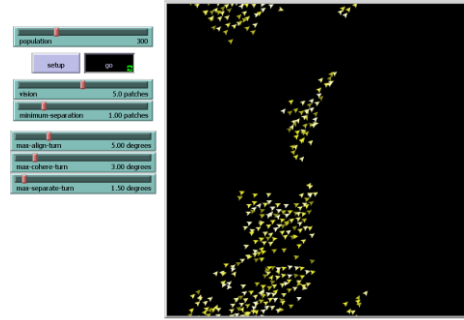 population 300
setup go
vision 5.0 patches
minimum-separation 1.00 patches
max-align-turn 5.00 degrees
max-cohere-turn 3.00 degrees
max-separate-turn 1.50 degrees